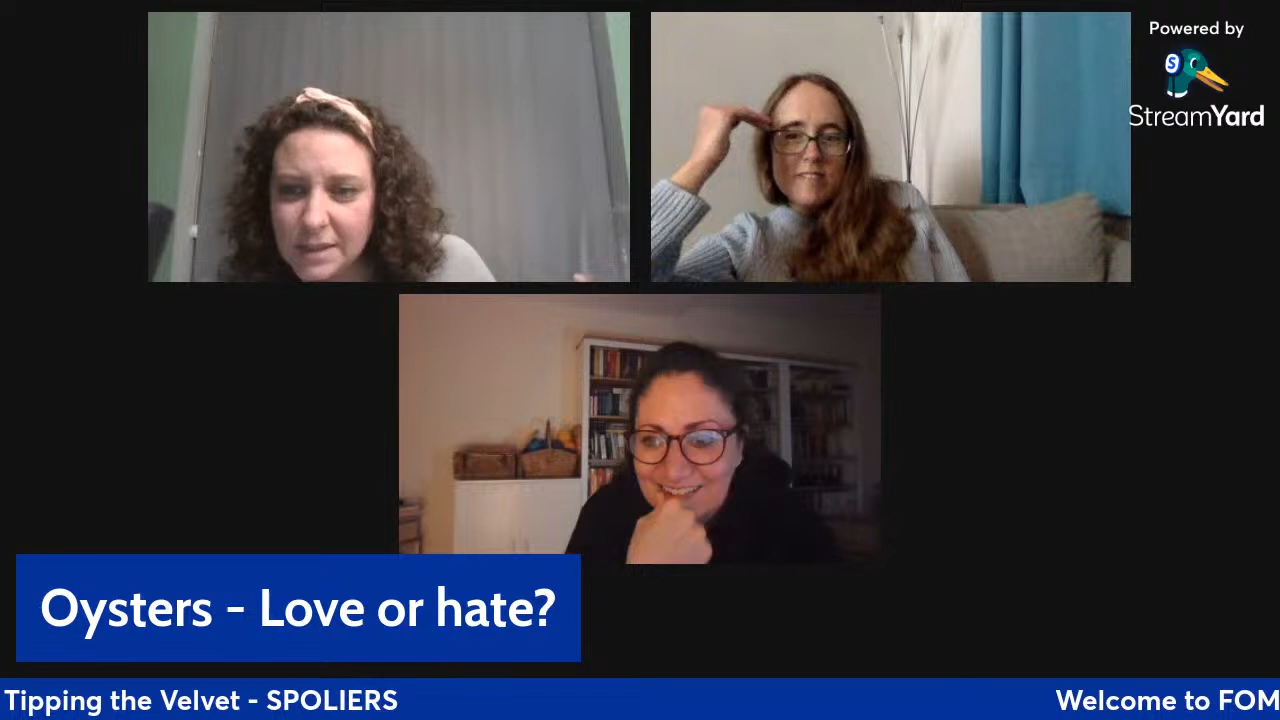 Powered by
S
StreamYard
Oysters - Love or hate?
Tipping the Velvet - SPOLIERS
Welcome to FOM